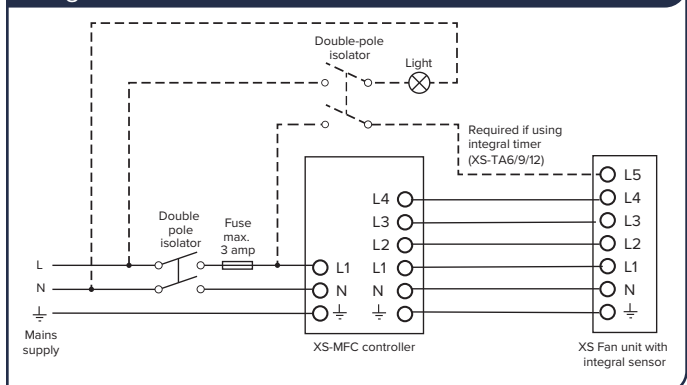 Double-pole
isolator
Light
Required if using
integral timer
(XS-TA6/9/12)
L5
L4
L4
L3
L3
Double
pole
isolator
Fuse
max.
3 amp
L2
L2
L
L1
L1
L1
N
N
N
N
Mains
supply
XS-MFC controller
XS Fan unit with
integral sensor